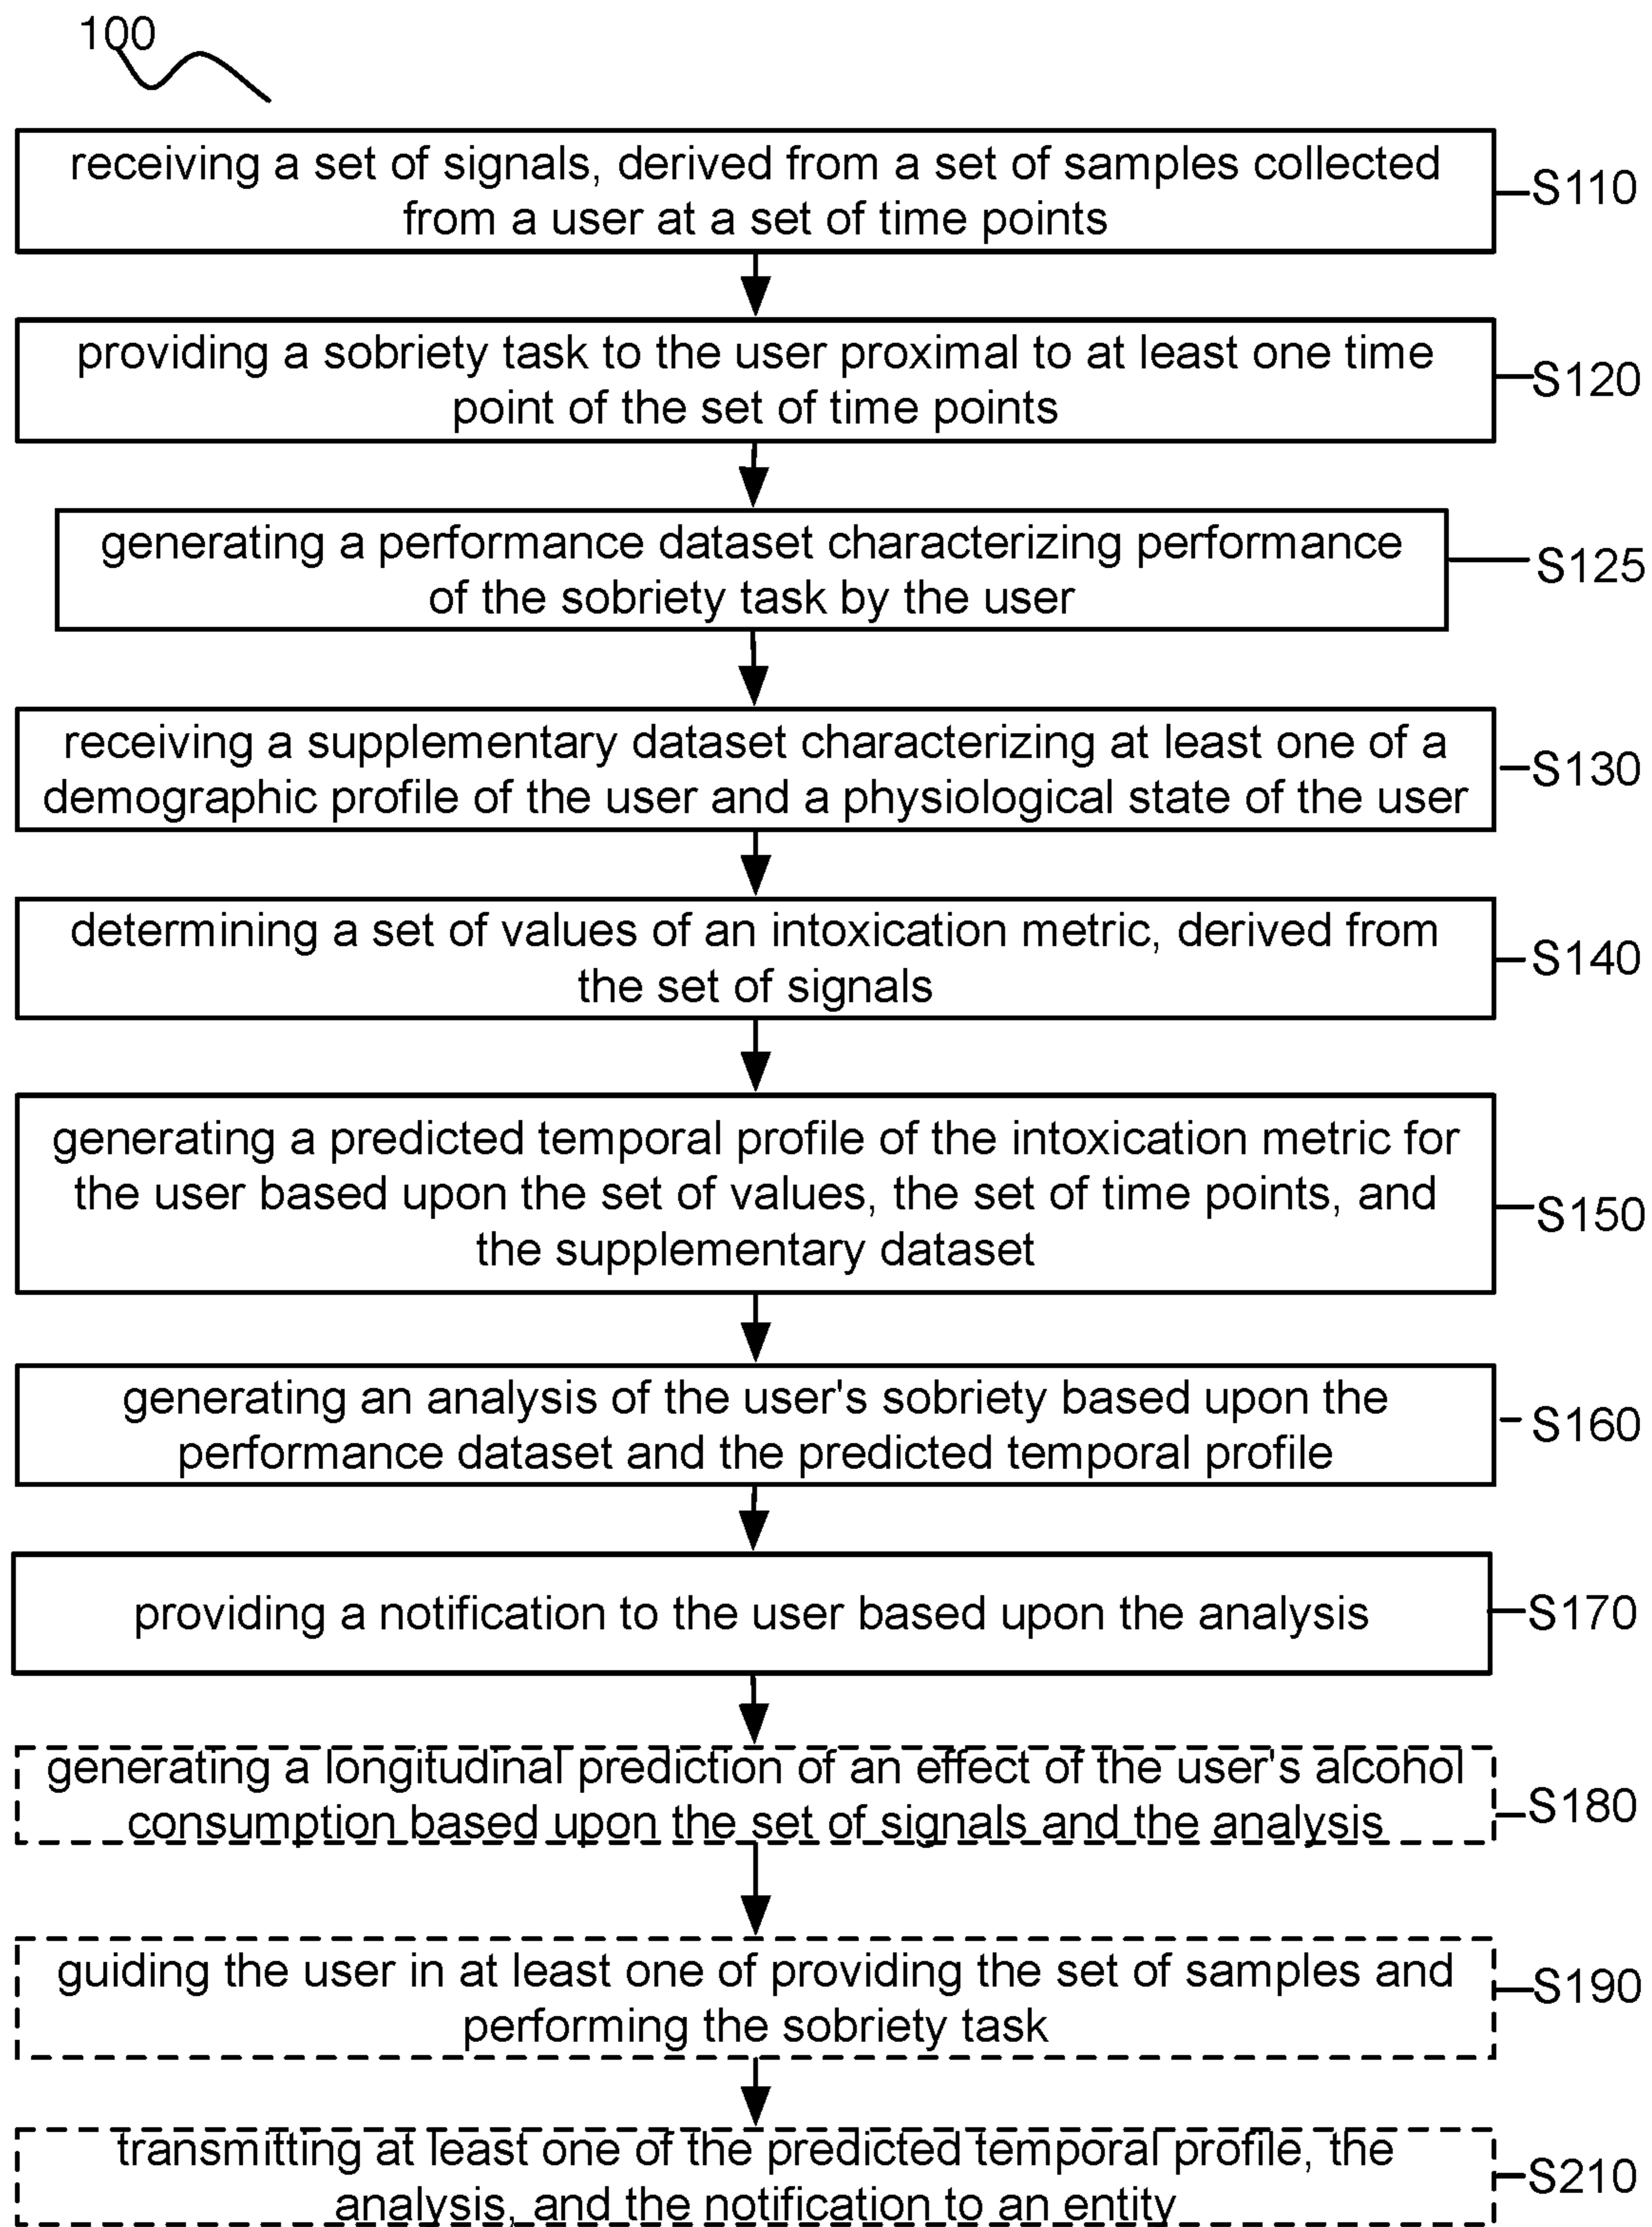 100
receiving a set of signals, derived from a set of samples collected
from a user at a set of time points
S110
providing a sobriety task to the user proximal to at least one time
point of the set of time points
S120
generating a performance dataset characterizing performance
of the sobriety task by the user
S125
receiving a supplementary dataset characterizing at least one of a
demographic profile of the user and a physiological state of the user
S130
determining a set of values of an intoxication metric, derived from
the set of signals
S140
generating a predicted temporal profile of the intoxication metric for
the user based upon the set of values, the set of time points, and
the supplementary dataset
S150
generating an analysis of the user's sobriety based upon the
performance dataset and the predicted temporal profile
S160
providing a notification to the user based upon the analysis
S170
generating a longitudinal prediction of an effect of the user's alcohol
consumption based upon the set of signals and the analysis
S180
guiding the user in at least one of providing the set of samples and
performing the sobriety task
S190
transmitting at least one of the predicted temporal profile, the
analysis, and the notification to an entity
S210